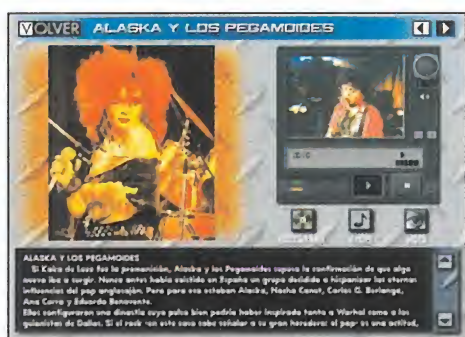 VOLVER ALASKA Y LOS PEGAMOIDES
ALASKA Y LOS PEGAMOIDES
Si Kaka de Luxe fue la premonición, Alaska y los Pegamoides supuso la confirmación de que algo
nuevo iba a surgir. Nunca antes había existido en España un grupo decidido a hispanizar las eternas
influencias del pop anglosajón. Pero para eso estaban Alaska, Nacho Canut, Carlos G. Berlanga,
Ana Curra y Eduardo Benavente.
Ellos configuraron una dinastía cuyo pulso bien podría haber inspirado tanto a Warhol como a los
guionistas de Dallas. Si el rock -en este caso cabe señalar a su gran heredero: el pop- es una actitud,